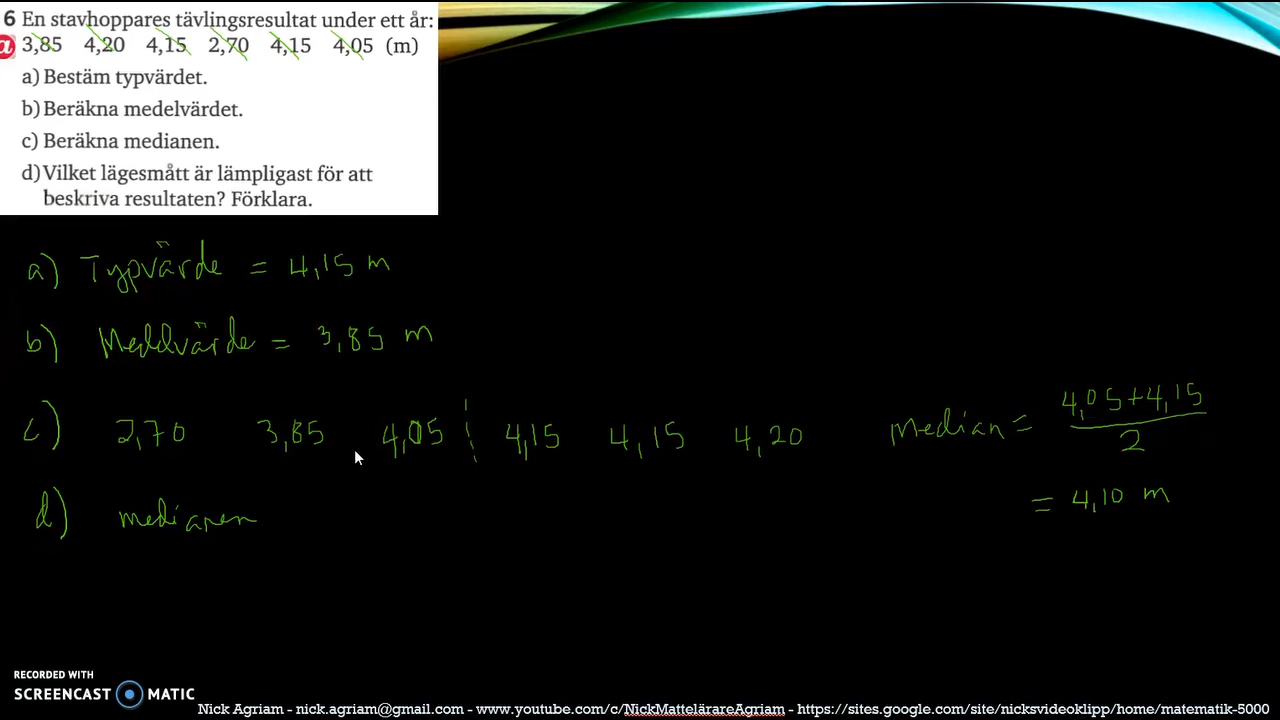 6 En stavhoppares tävlingsresultat under ett år:
a 3,85 4,20 4,15 2,70 4,15 4,05 (m)
a) Bestäm typvärdet.
b) Beräkna medelvärdet.
c) Beräkna medianen.
d) Vilket lägesmått är lämpligast för att
beskriva resultaten? Förklara.
a) Typvärde = 4,15 m
b) Medelvärde = 3,85 m
c) 2,70 3,85 4,05 4,15 4,15 4,20
median = 4,05+4,15
2
= 4,10 m
d) medianen
RECORDED WITH
SCREENCAST MATIC
Nick Agriam - nick.agriam@gmail.com - www.youtube.com/c/NickMattelärareAgriam - https://sites.google.com/site/nicksvideoklipp/home/matematik-5000